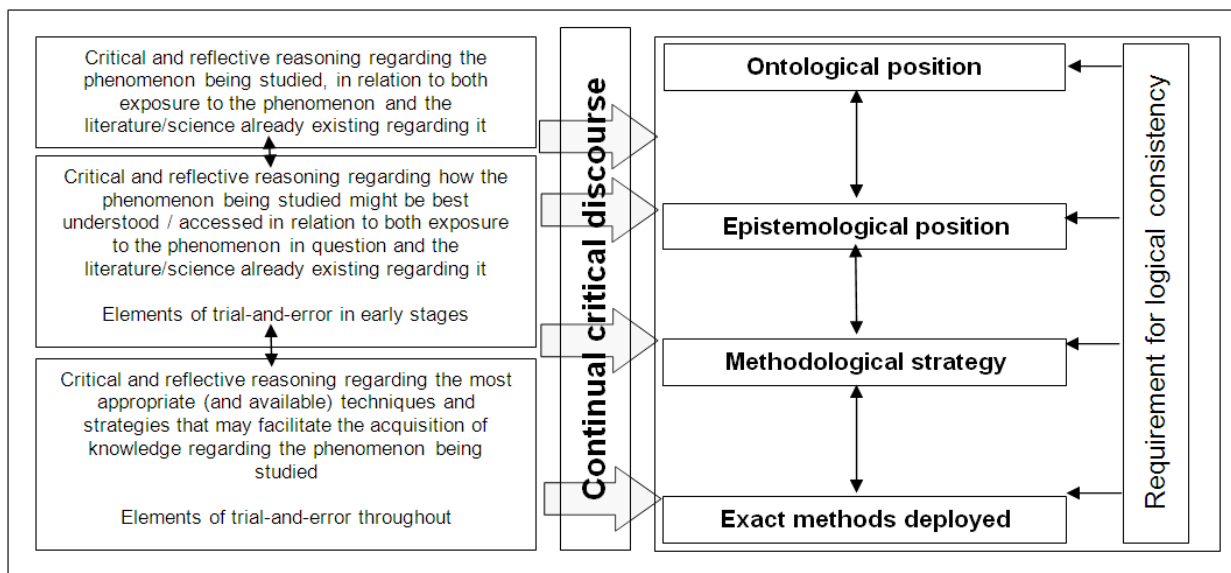 Critical and reflective reasoning regarding the
phenomenon being studied, in relation to both
exposure to the phenomenon and the
literature/science already existing regarding it
Critical and reflective reasoning regarding how the
phenomenon being studied might be best
understood / accessed in relation to both exposure
to the phenomenon in question and the
literature/science already existing regarding it
Elements of trial-and-error in early stages
Critical and reflective reasoning regarding the most
appropriate (and available) techniques and
strategies that may facilitate the acquisition of
knowledge regarding the phenomenon being
studied
Elements of trial-and-error throughout
Continual critical discourse
Ontological position
Epistemological position
Methodological strategy
Exact methods deployed
Requirement for logical consistency